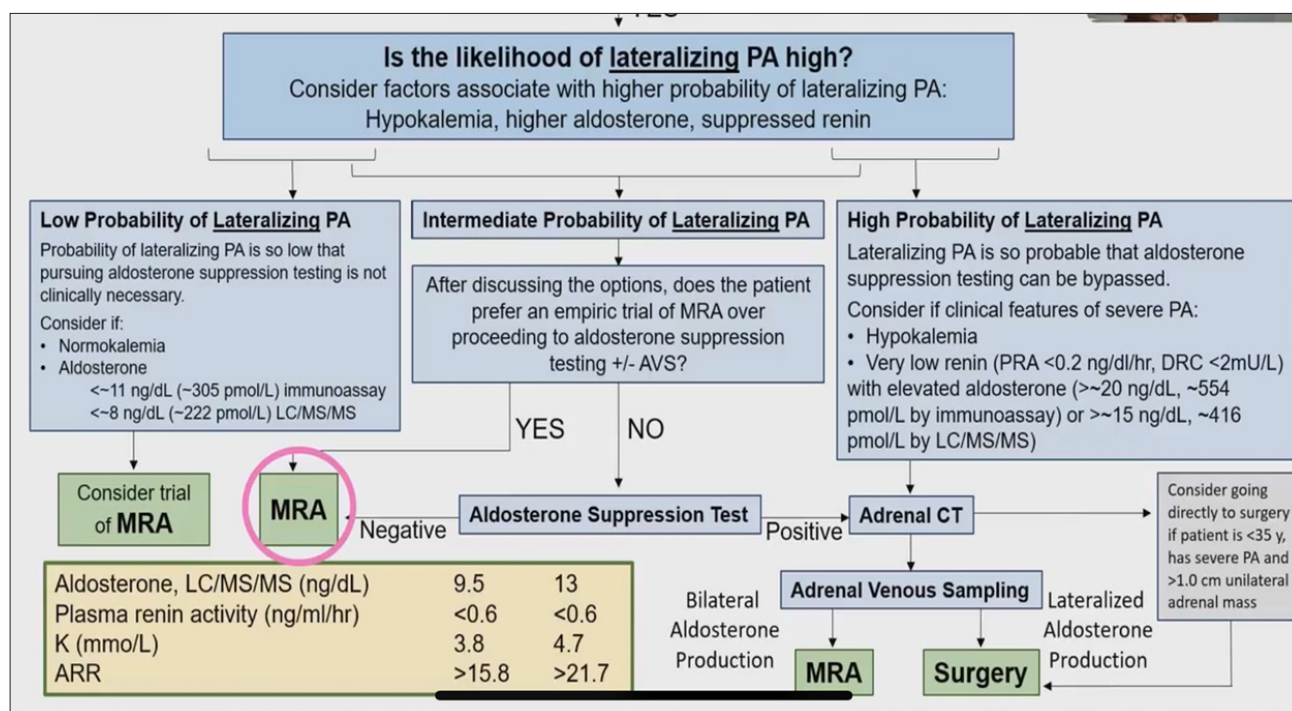 YES
Is the likelihood of lateralizing PA high?
Consider factors associate with higher probability of lateralizing PA:
Hypokalemia, higher aldosterone, suppressed renin
Low Probability of Lateralizing PA
Probability of lateralizing PA is so low that
pursuing aldosterone suppression testing is not
clinically necessary.
Consider if:
• Normokalemia
• Aldosterone
<~11 ng/dL (~305 pmol/L) immunoassay
<~8 ng/dL (~222 pmol/L) LC/MS/MS
Intermediate Probability of Lateralizing PA
After discussing the options, does the patient
prefer an empiric trial of MRA over
proceeding to aldosterone suppression
testing +/- AVS?
High Probability of Lateralizing PA
Lateralizing PA is so probable that aldosterone
suppression testing can be bypassed.
Consider if clinical features of severe PA:
• Hypokalemia
• Very low renin (PRA <0.2 ng/dl/hr, DRC <2mU/L)
with elevated aldosterone (>~20 ng/dL, ~554
pmol/L by immunoassay) or >~15 ng/dL, ~416
pmol/L by LC/MS/MS)
YES
NO
Consider trial
of MRA
MRA
Negative
Aldosterone Suppression Test
Positive
Adrenal CT
Consider going
directly to surgery
if patient is <35 y,
has severe PA and
>1.0 cm unilateral
adrenal mass
Adrenal Venous Sampling
Bilateral
Aldosterone
Production
Lateralized
Aldosterone
Production
MRA
Surgery
Aldosterone, LC/MS/MS (ng/dL) 9.5 13
Plasma renin activity (ng/ml/hr) <0.6 <0.6
K (mmo/L) 3.8 4.7
ARR >15.8 >21.7